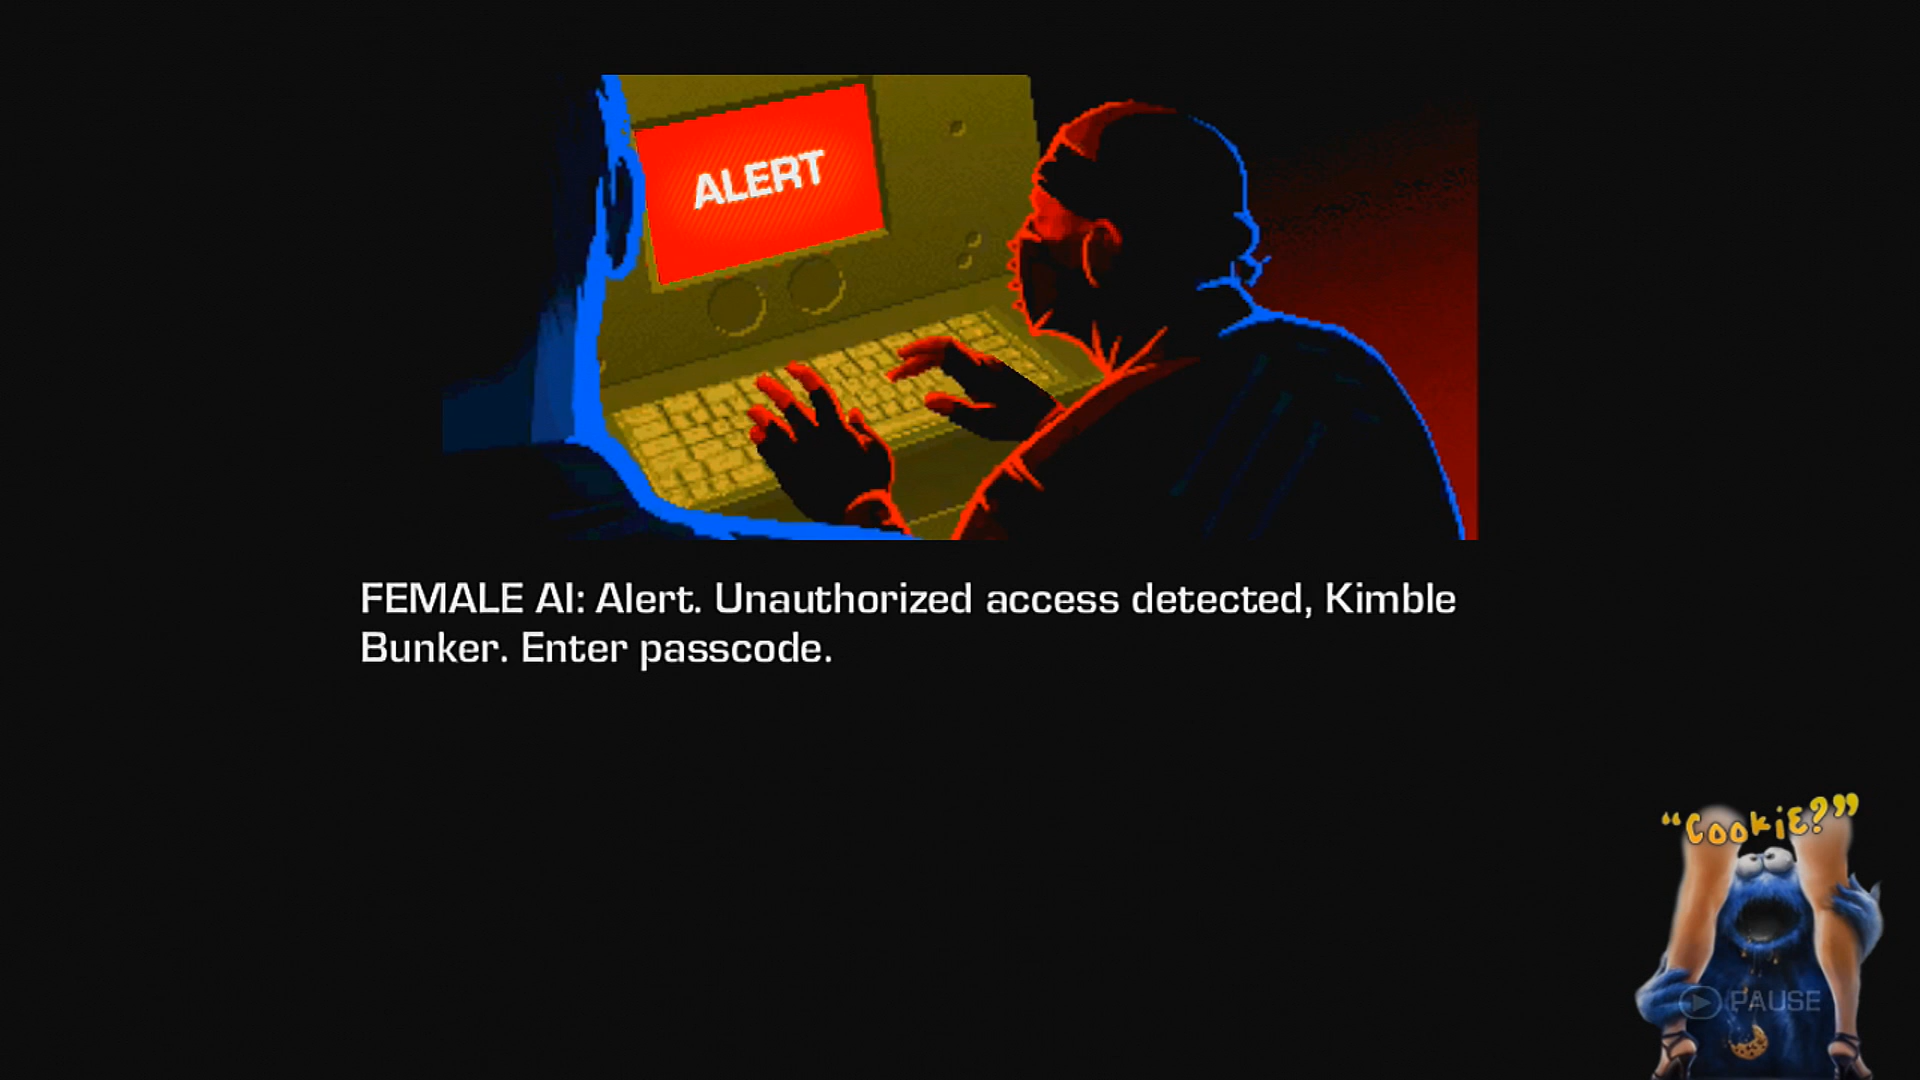 ALERT
FEMALE AI: Alert. Unauthorized access detected, Kimble
Bunker. Enter passcode.
“COOKiE?”
PAUSE